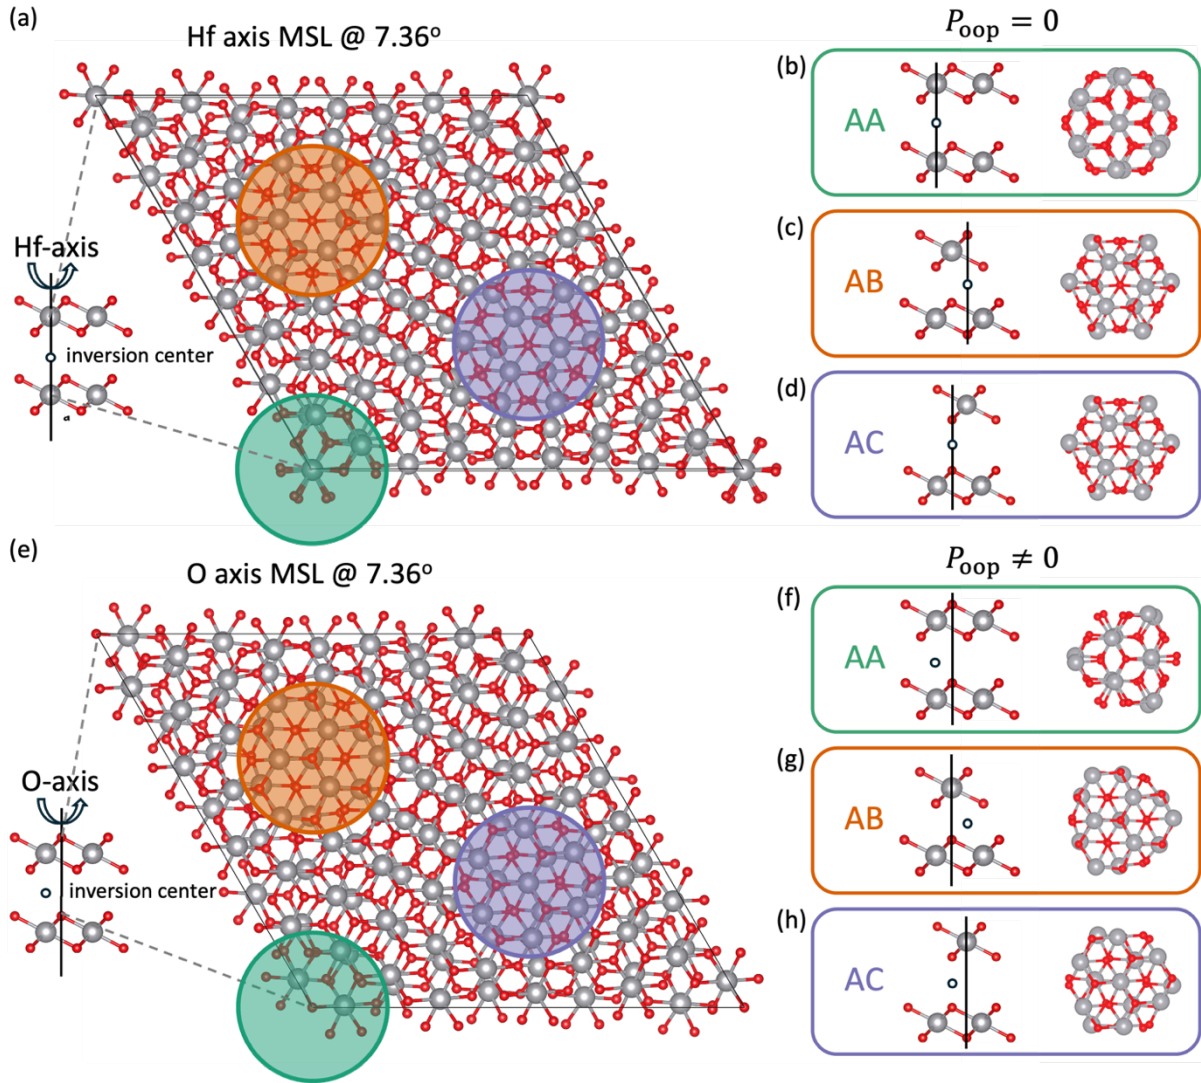 (a)
Hf axis MSL @ 7.36°
Hf-axis
inversion center
a
P_oop = 0
(b)
AA
(c)
AB
(d)
AC
(e)
O axis MSL @ 7.36°
O-axis
inversion center
P_oop ≠ 0
(f)
AA
(g)
AB
(h)
AC